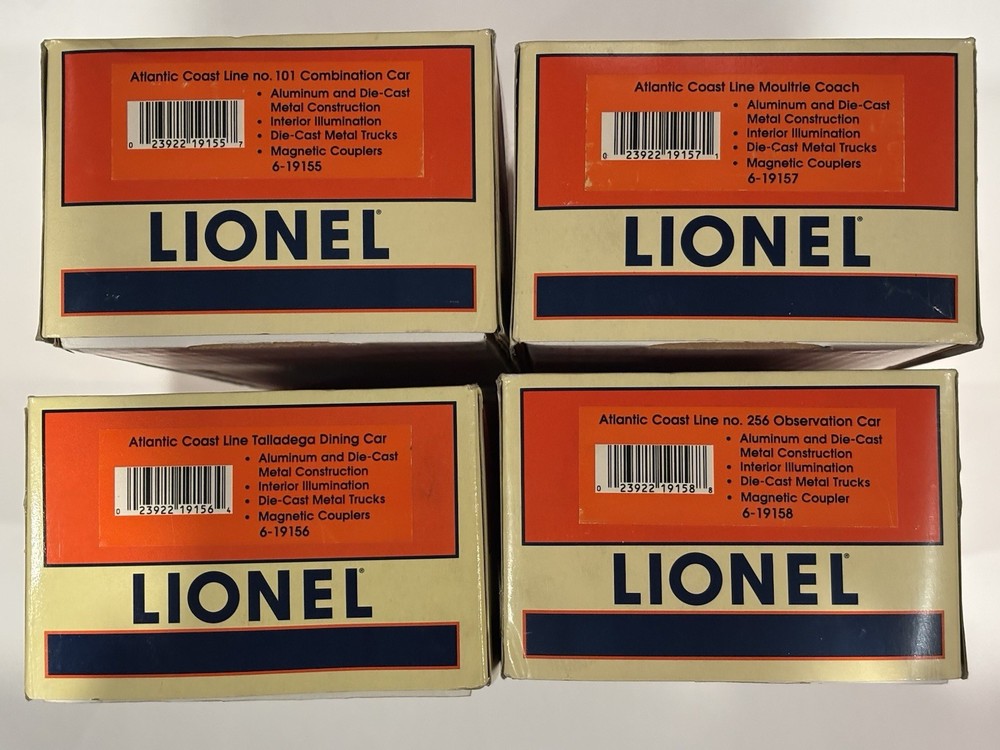 Atlantic Coast Line no. 101 Combination Car
• Aluminum and Die-Cast
Metal Construction
• Interior Illumination
• Die-Cast Metal Trucks
• Magnetic Couplers
6-19155
0 23922 19155 7
LIONEL®
Atlantic Coast Line Moultrie Coach
• Aluminum and Die-Cast
Metal Construction
• Interior Illumination
• Die-Cast Metal Trucks
• Magnetic Couplers
6-19157
0 23922 19157 1
LIONEL®
Atlantic Coast Line Talladega Dining Car
• Aluminum and Die-Cast
Metal Construction
• Interior Illumination
• Die-Cast Metal Trucks
• Magnetic Couplers
6-19156
0 23922 19156 4
LIONEL®
Atlantic Coast Line no. 256 Observation Car
• Aluminum and Die-Cast
Metal Construction
• Interior Illumination
• Die-Cast Metal Trucks
• Magnetic Coupler
6-19158
0 23922 19158 8
LIONEL®